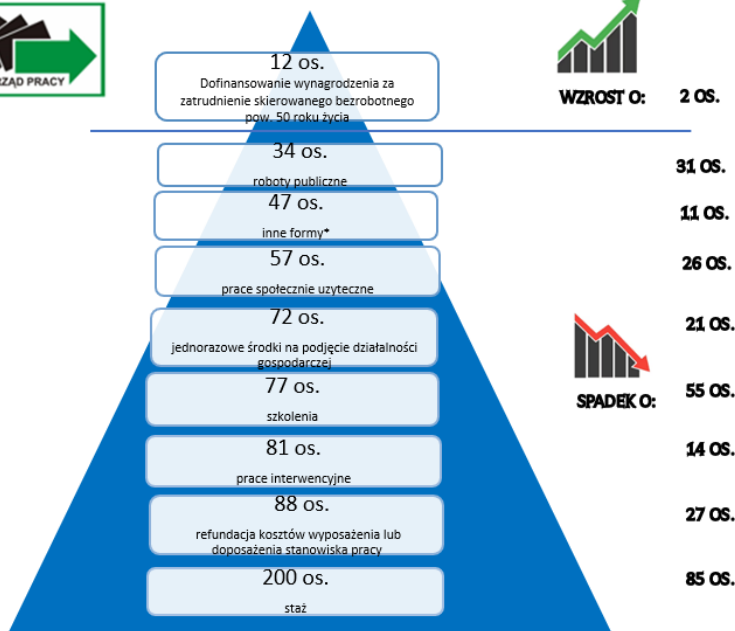 RZĄD PRACY
12 os.
Dofinansowanie wynagrodzenia za
zatrudnienie skierowanego bezrobotnego
pow. 50 roku życia
WZROST O: 2 OS.
34 os.
roboty publiczne
31 OS.
47 os.
inne formy*
11 OS.
57 os.
prace społecznie uzyteczne
26 OS.
72 os.
jednorazowe środki na podjęcie działalności
gospodarczej
21 OS.
SPADEK O:
77 os.
szkolenia
55 OS.
81 os.
prace interwencyjne
14 OS.
88 os.
refundacja kosztów wyposażenia lub
doposażenia stanowiska pracy
27 OS.
200 os.
staż
85 OS.